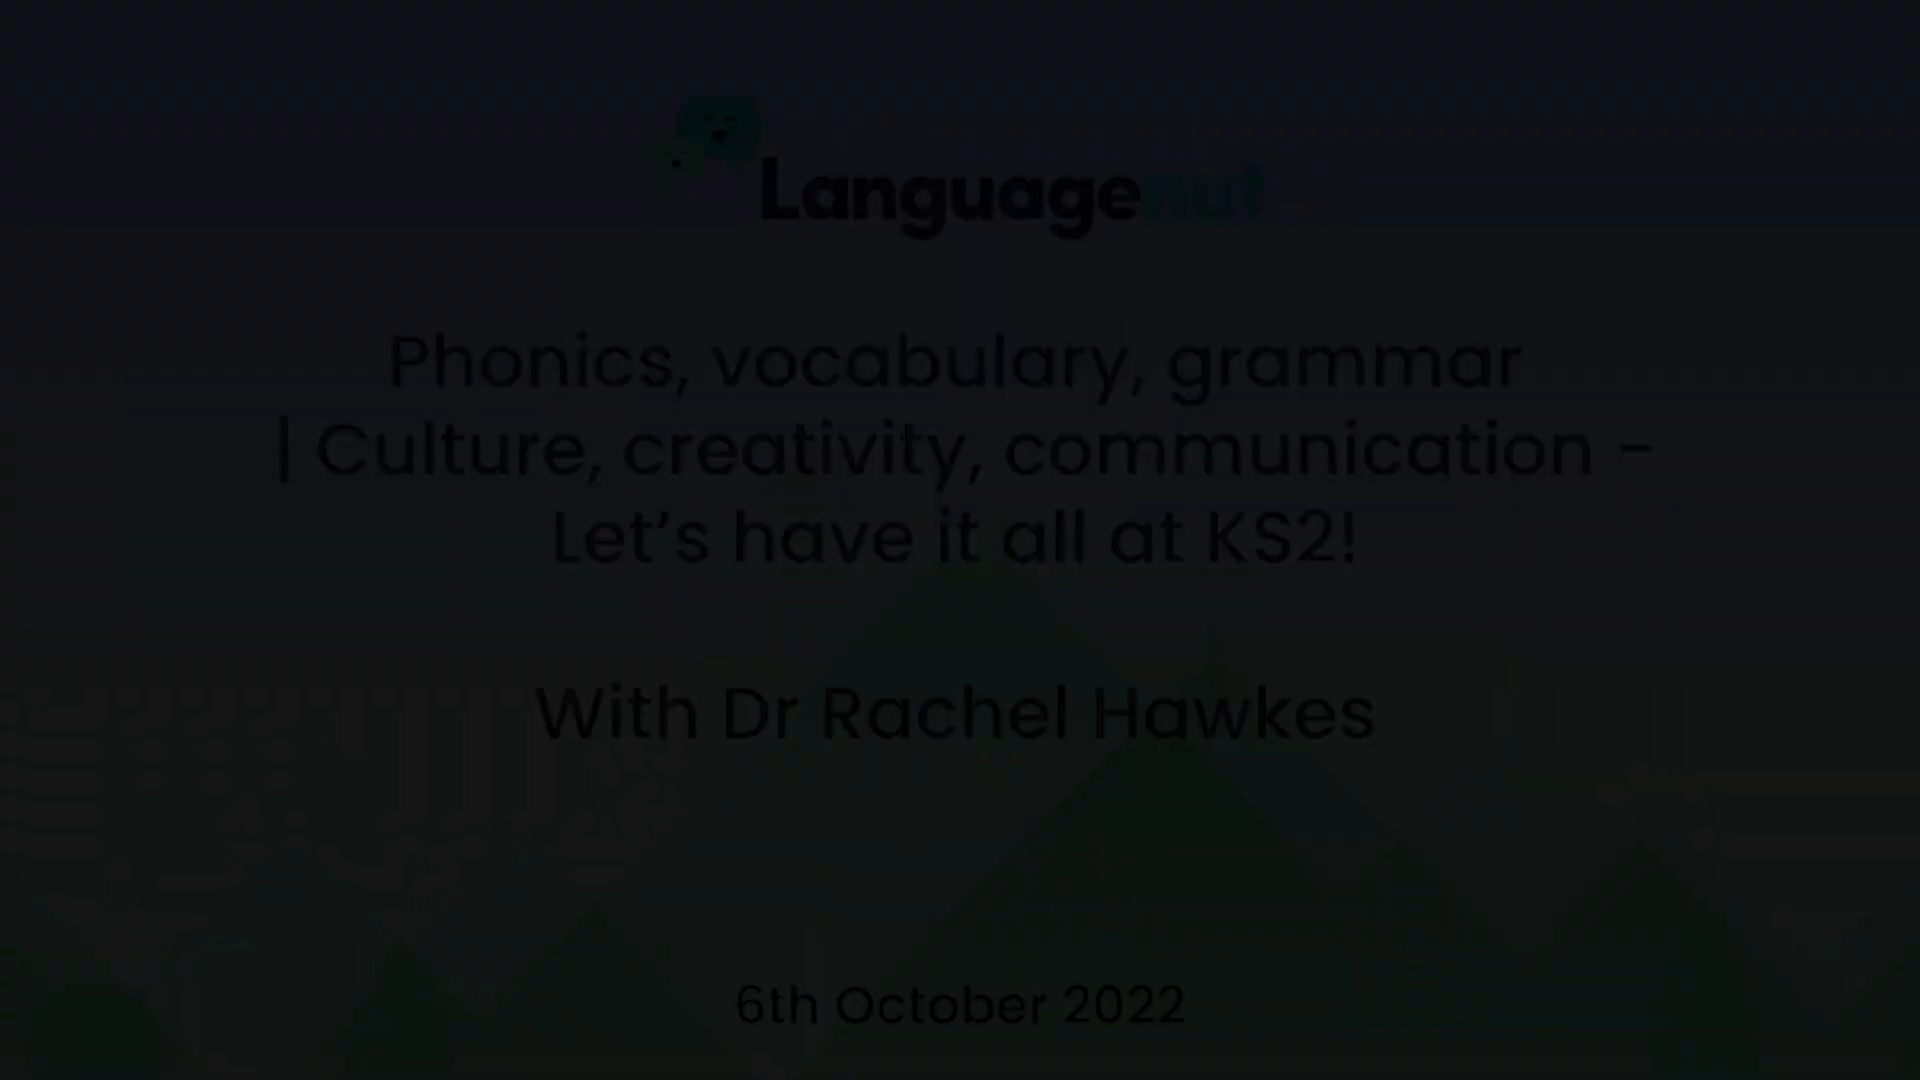 Languagenut
Phonics, vocabulary, grammar
| Culture, creativity, communication –
Let’s have it all at KS2!
With Dr Rachel Hawkes
6th October 2022